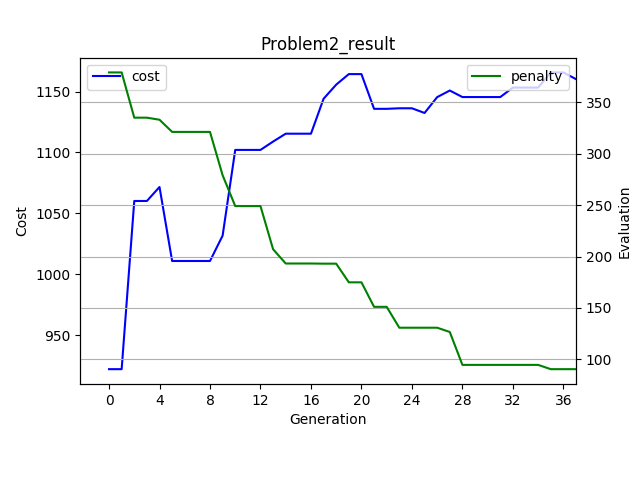 Problem2_result
cost
penalty
1150
1100
1050
1000
950
350
300
250
200
150
100
Cost
Evaluation
0 4 8 12 16 20 24 28 32 36
Generation